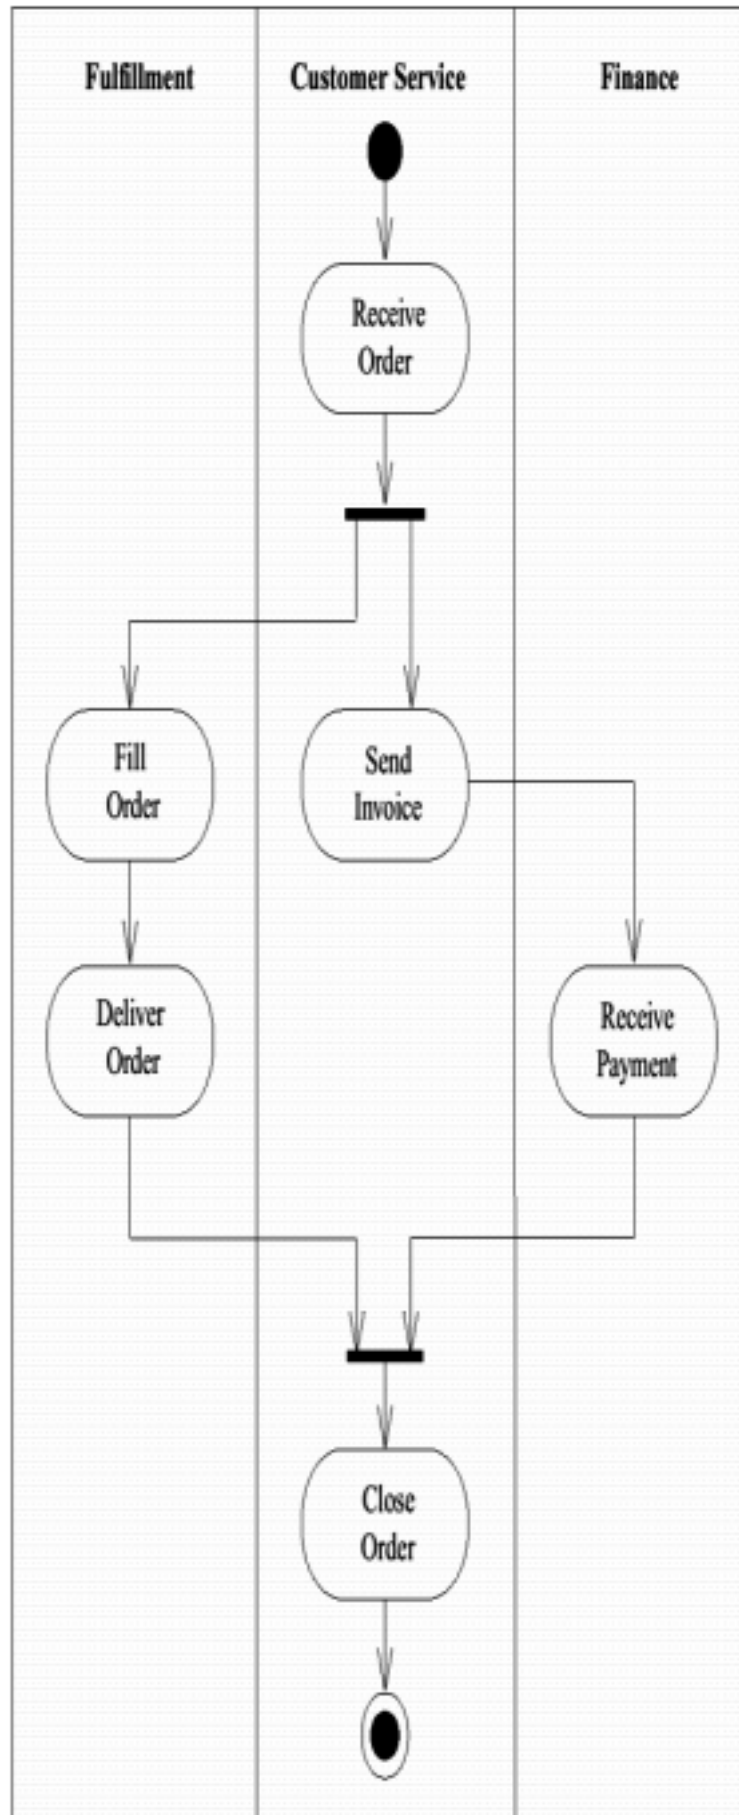 Fulfillment
Customer Service
Finance
Receive
Order
Fill
Order
Send
Invoice
Deliver
Order
Receive
Payment
Close
Order